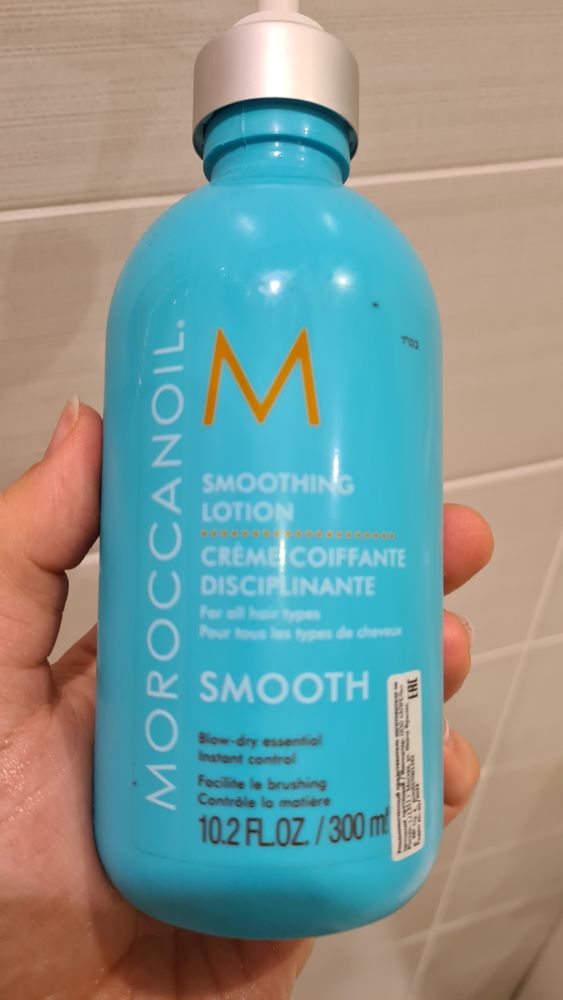 MOROCCANOIL.
M
SMOOTHING
LOTION
CRÈME COIFFANTE
DISCIPLINANTE
For all hair types
Pour tous les types de cheveux
SMOOTH
Blow-dry essential
Instant control
Facilite le brushing
Contrôle la matière
10.2 FL.OZ. / 300 ml
EAC